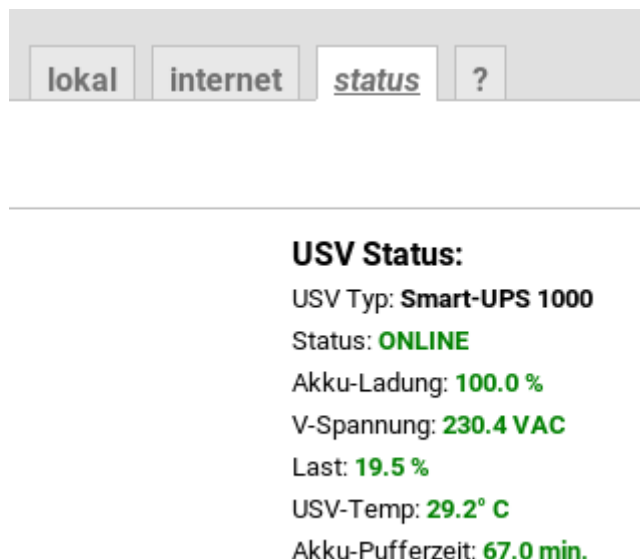 lokal internet status ?
USV Status:
USV Typ: Smart-UPS 1000
Status: ONLINE
Akku-Ladung: 100.0 %
V-Spannung: 230.4 VAC
Last: 19.5 %
USV-Temp: 29.2° C
Akku-Pufferzeit: 67.0 min.